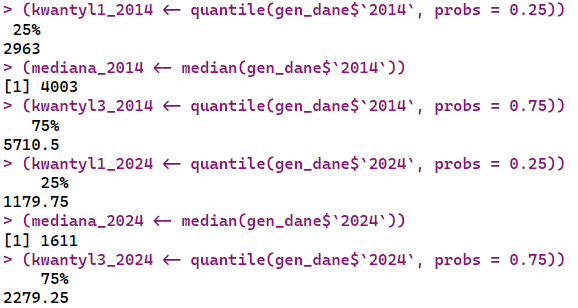 > (kwantyl1_2014 <- quantile(gen_dane$`2014`, probs = 0.25))
 25%
2963
> (mediana_2014 <- median(gen_dane$`2014`))
[1] 4003
> (kwantyl3_2014 <- quantile(gen_dane$`2014`, probs = 0.75))
   75%
5710.5
> (kwantyl1_2024 <- quantile(gen_dane$`2024`, probs = 0.25))
    25%
1179.75
> (mediana_2024 <- median(gen_dane$`2024`))
[1] 1611
> (kwantyl3_2024 <- quantile(gen_dane$`2024`, probs = 0.75))
    75%
2279.25